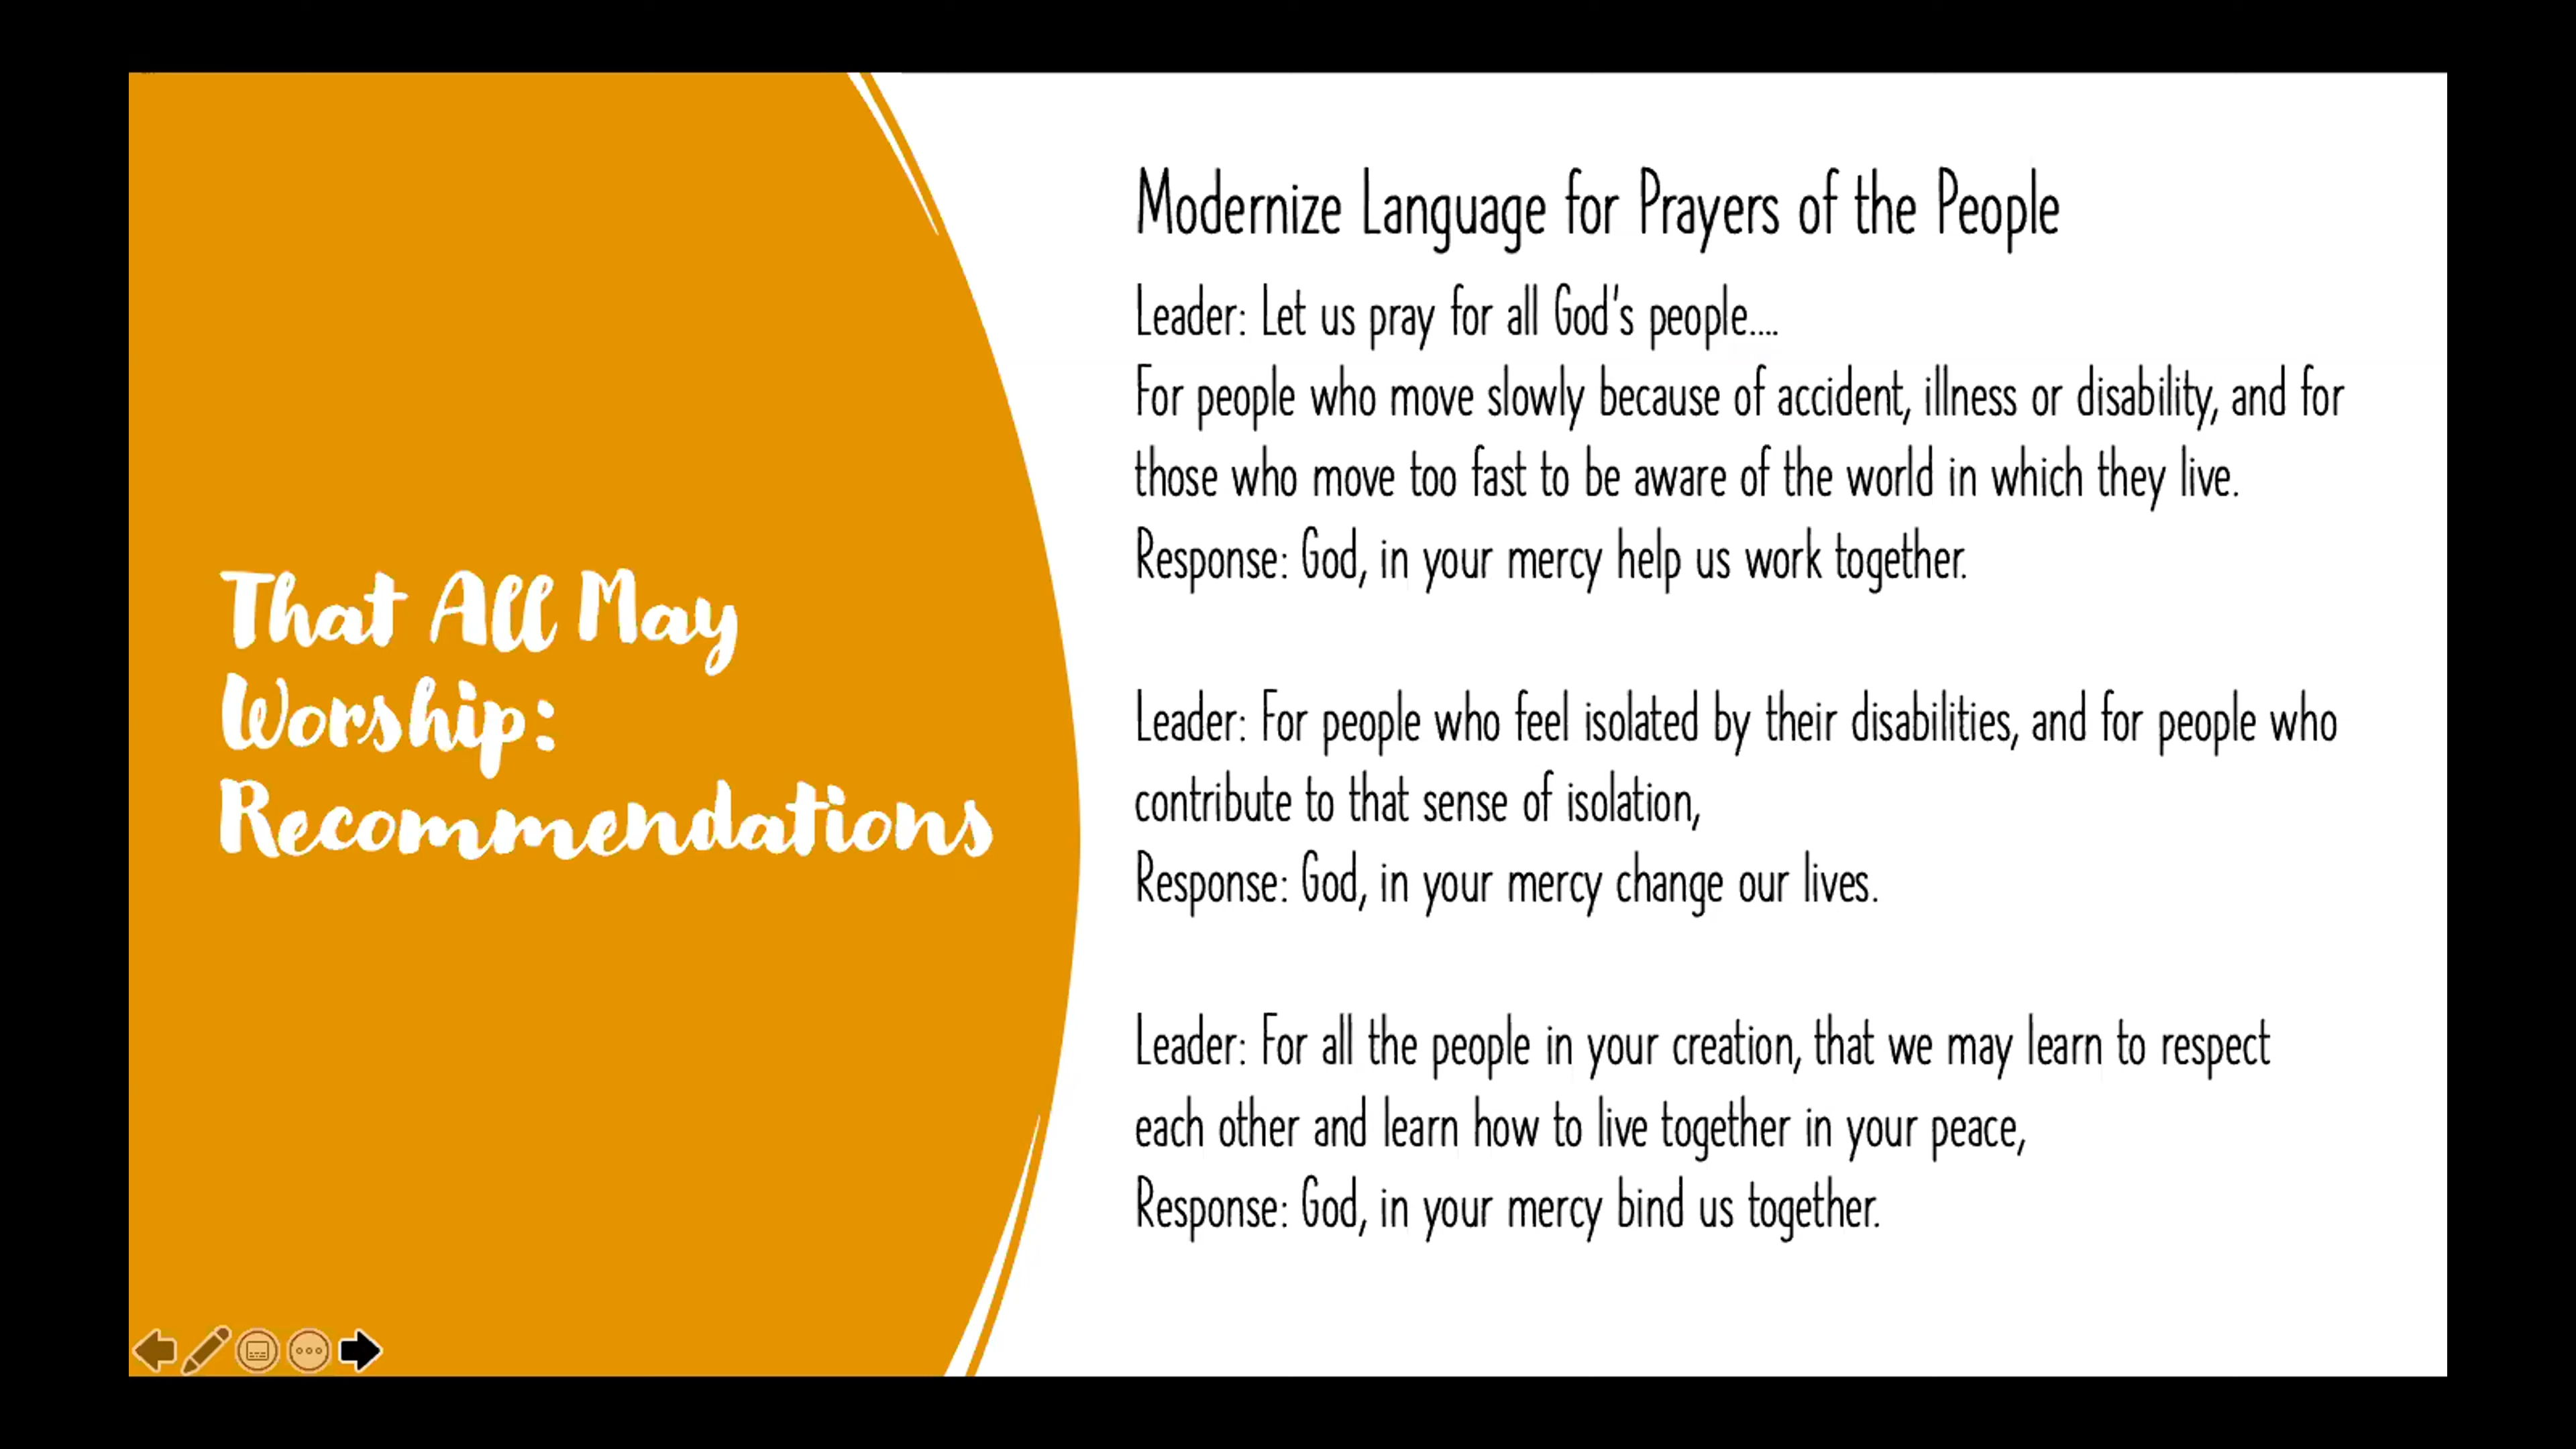 That All May
Worship:
Recommendations
Modernize Language for Prayers of the People
Leader: Let us pray for all God's people....
For people who move slowly because of accident, illness or disability, and for
those who move too fast to be aware of the world in which they live.
Response: God, in your mercy help us work together.
Leader: For people who feel isolated by their disabilities, and for people who
contribute to that sense of isolation,
Response: God, in your mercy change our lives.
Leader: For all the people in your creation, that we may learn to respect
each other and learn how to live together in your peace,
Response: God, in your mercy bind us together.